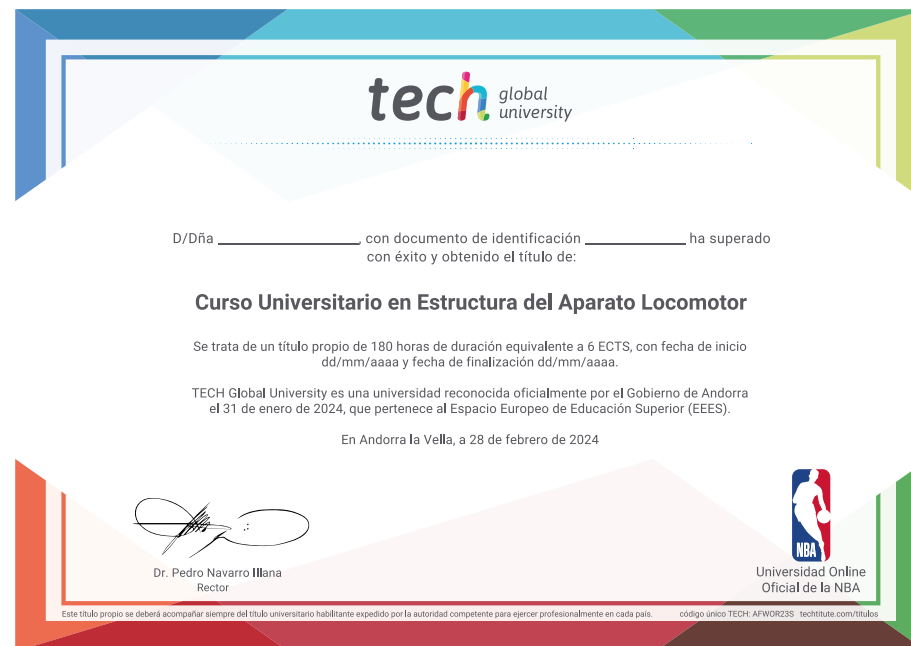 tech global university
D/Dña ____________________, con documento de identificación ______________ ha superado
con éxito y obtenido el título de:
Curso Universitario en Estructura del Aparato Locomotor
Se trata de un título propio de 180 horas de duración equivalente a 6 ECTS, con fecha de inicio
dd/mm/aaaa y fecha de finalización dd/mm/aaaa.
TECH Global University es una universidad reconocida oficialmente por el Gobierno de Andorra
el 31 de enero de 2024, que pertenece al Espacio Europeo de Educación Superior (EEES).
En Andorra la Vella, a 28 de febrero de 2024
Dr. Pedro Navarro Illana
Rector
NBA
Universidad Online
Oficial de la NBA
Este título propio se deberá acompañar siempre del título universitario habilitante expedido por la autoridad competente para ejercer profesionalmente en cada país.
código único TECH: AFWOR23S techtitute.com/titulos